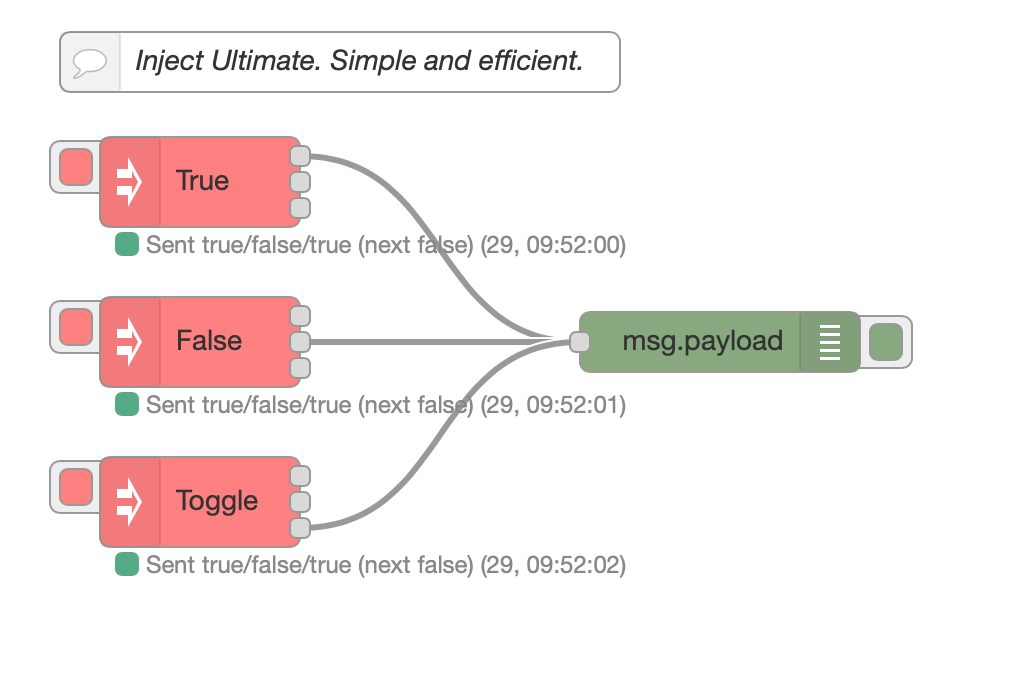 Inject Ultimate. Simple and efficient.
True
Sent true/false/true (next false) (29, 09:52:00)
False
msg.payload
Sent true/false/true (next false) (29, 09:52:01)
Toggle
Sent true/false/true (next false) (29, 09:52:02)